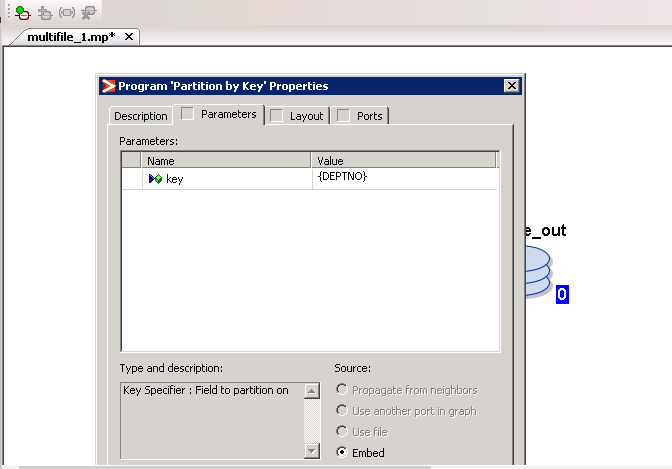 multifile_1.mp*
Program 'Partition by Key' Properties
Description Parameters Layout Ports
Parameters:
Name Value
key {DEPTNO}
e_out
0
Type and description:
Source:
Key Specifier : Field to partition on
Propagate from neighbors
Use another port in graph
Use file
Embed